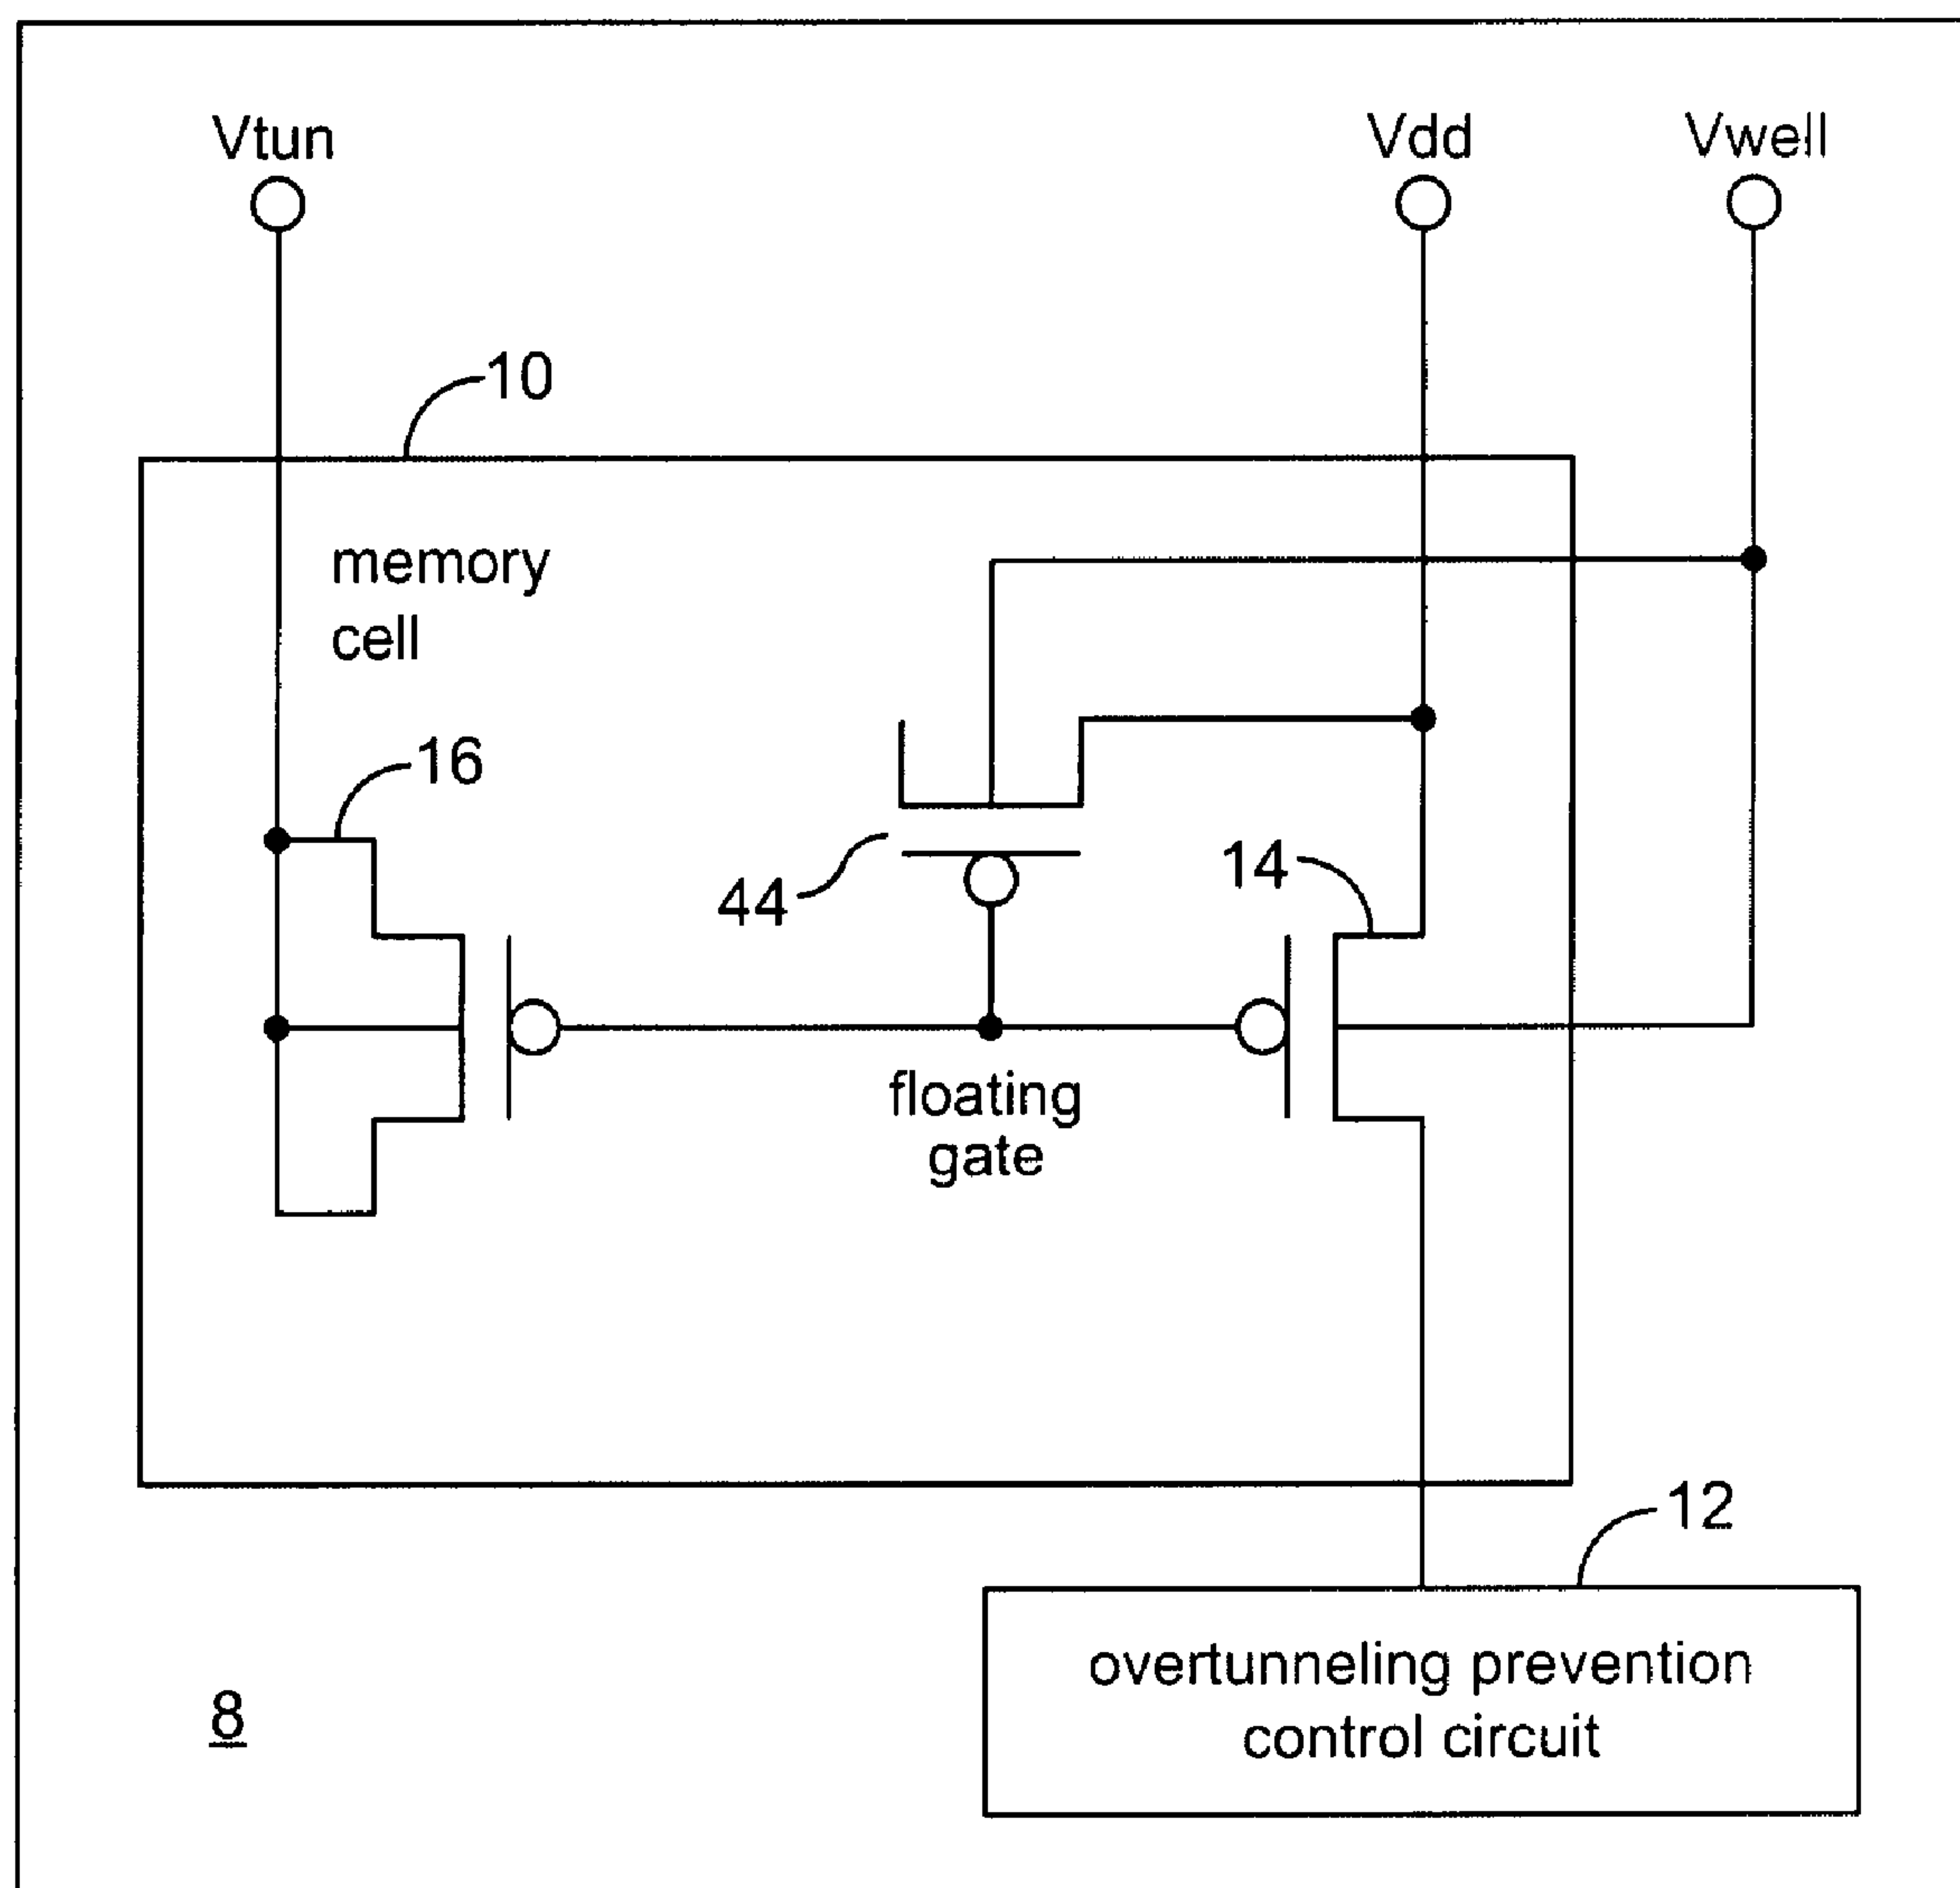 Vtun
Vdd
Vwell
10
memory
cell
16
44
14
floating
gate
12
overtunneling prevention
control circuit
8